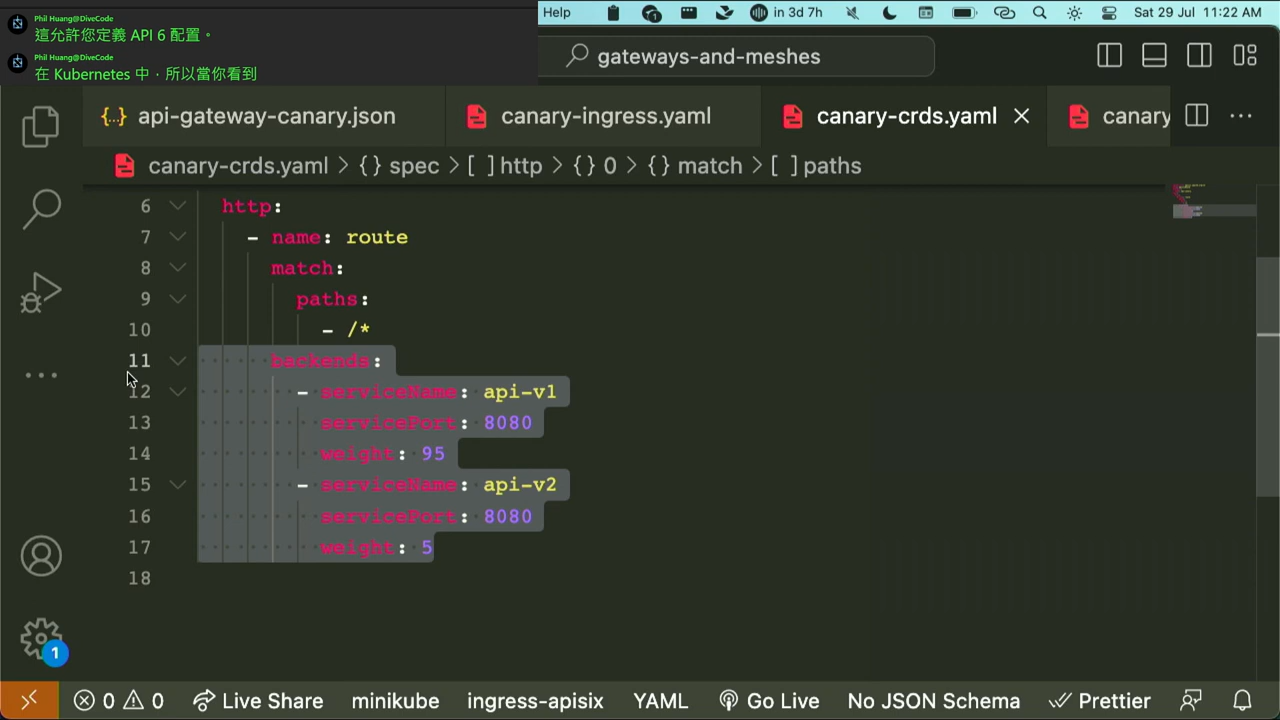 Phil Huang@DiveCode
這允許您定義 API 6 配置。
Phil Huang@DiveCode
在 Kubernetes 中，所以當你看到
Help
in 3d 7h
Sat 29 Jul 11:22 AM
gateways-and-meshes
{...} api-gateway-canary.json
canary-ingress.yaml
canary-crds.yaml
canary
canary-crds.yaml > {} spec > [ ] http > {} 0 > {} match > [ ] paths
6 http:
7 - name: route
8 match:
9 paths:
10 - /*
11 backends:
12 - serviceName: api-v1
13 servicePort: 8080
14 weight: 95
15 - serviceName: api-v2
16 servicePort: 8080
17 weight: 5
18
1
0 0 Live Share minikube ingress-apisix YAML Go Live No JSON Schema Prettier